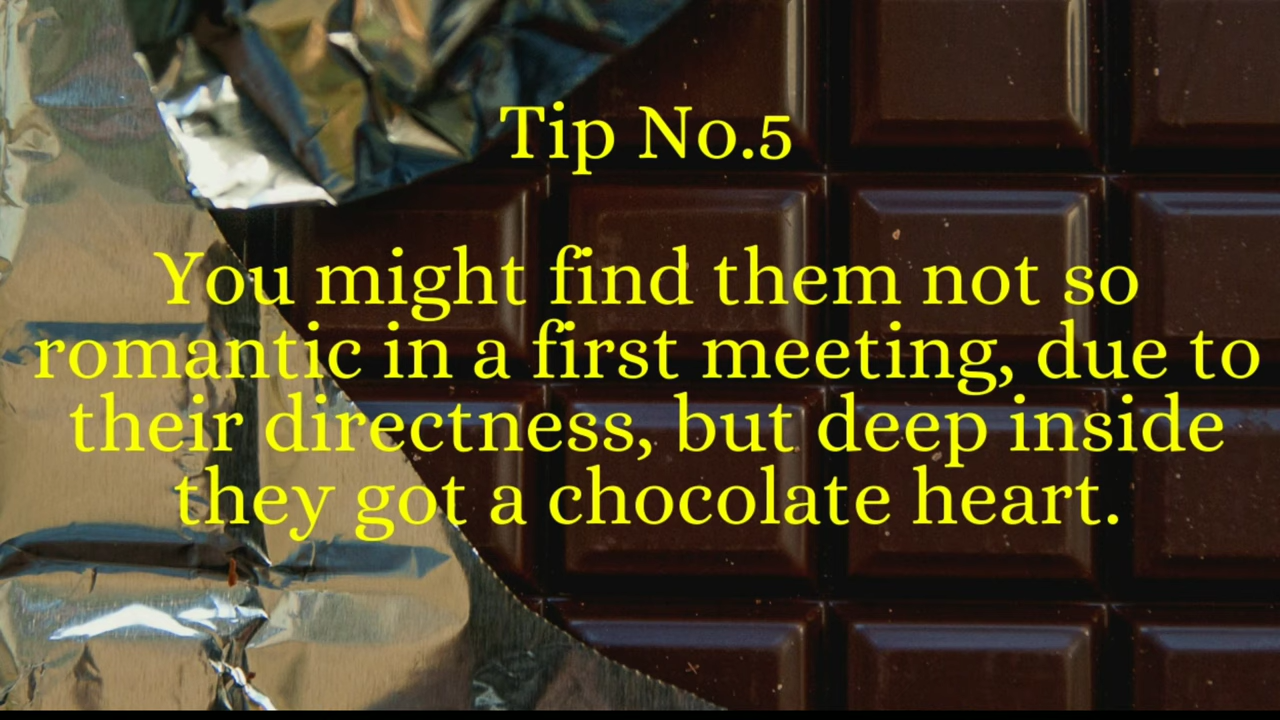 Tip No.5
You might find them not so
romantic in a first meeting, due to
their directness, but deep inside
they got a chocolate heart.